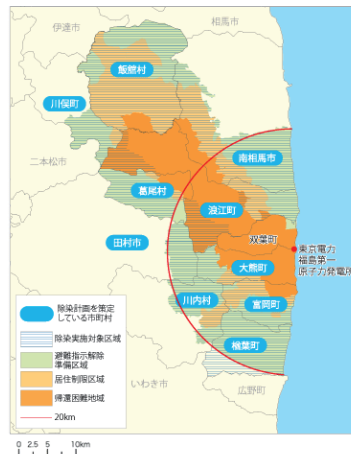 伊達市
相馬市
飯舘村
川俣町
二本松市
南相馬市
葛尾村
浪江町
双葉町
田村市
東京電力
福島第一
原子力発電所
大熊町
川内村
富岡町
楢葉町
いわき市
広野町
除染計画を策定
している市町村
除染実施対象区域
避難指示解除
準備区域
居住制限区域
帰還困難地域
20km
0 2.5 5 10km